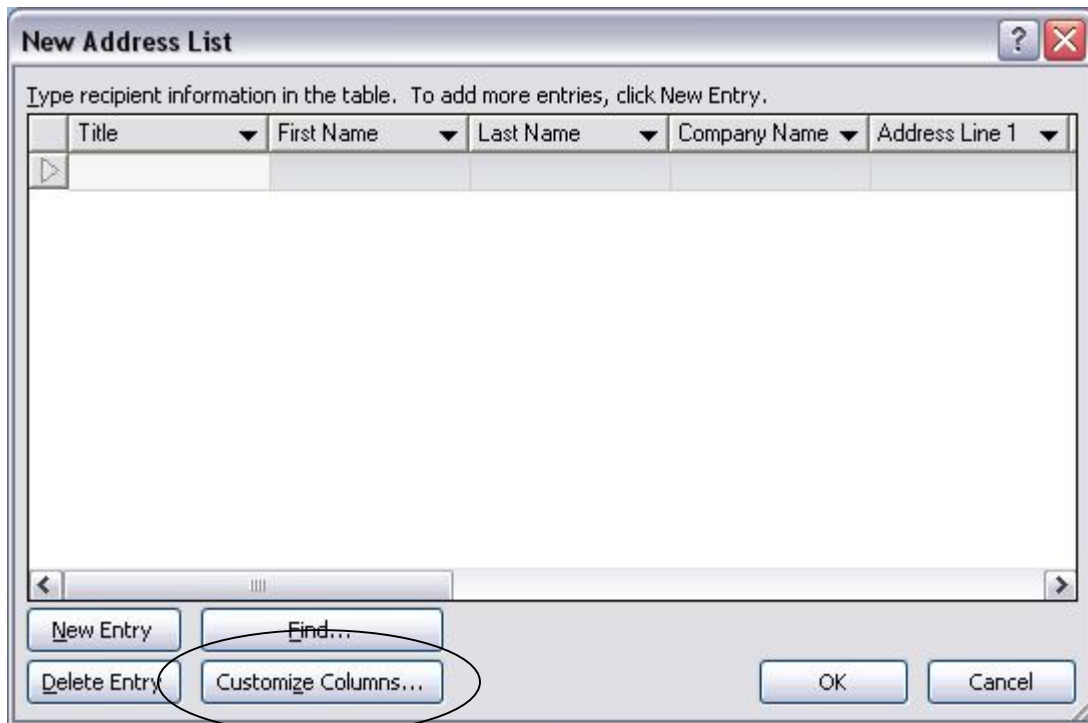 New Address List
Type recipient information in the table. To add more entries, click New Entry.
Title First Name Last Name Company Name Address Line 1
New Entry Find...
Delete Entry Customize Columns... OK Cancel